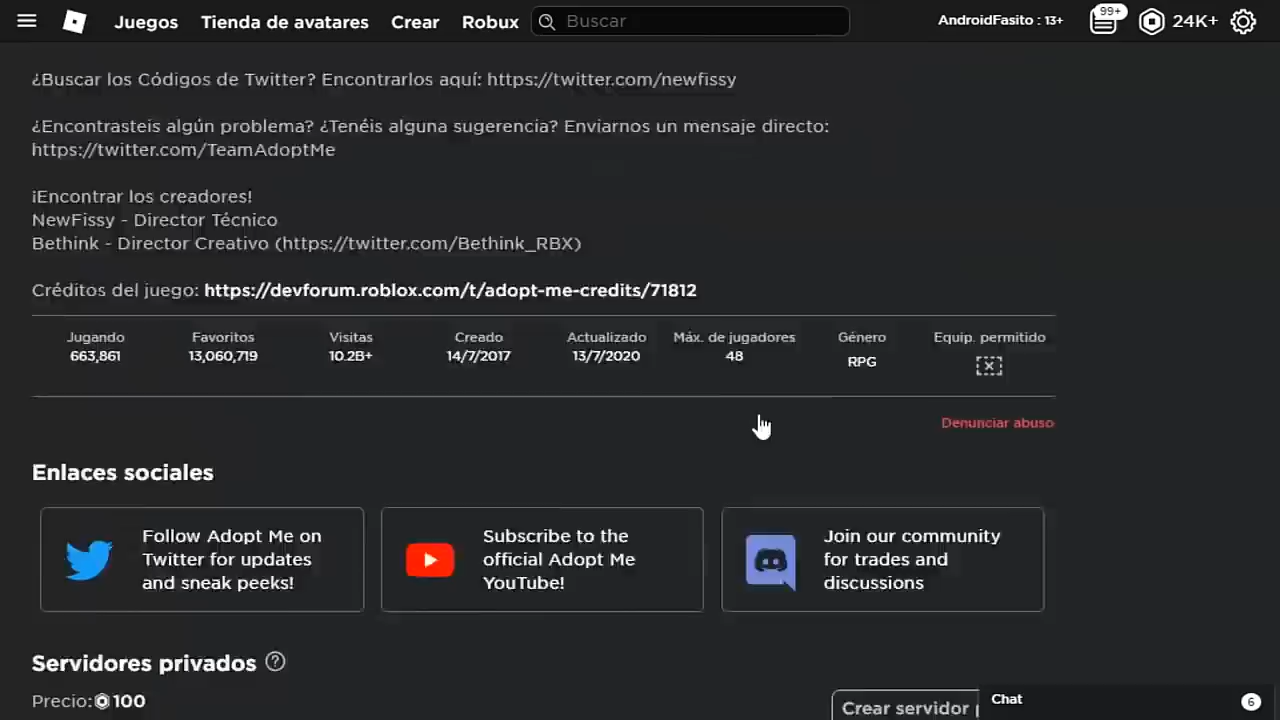 Juegos Tienda de avatares Crear Robux Buscar AndroidFasito : 13+ 99+ 24K+
¿Buscar los Códigos de Twitter? Encontrarlos aquí: https://twitter.com/newfissy
¿Encontrasteis algún problema? ¿Tenéis alguna sugerencia? Enviarnos un mensaje directo:
https://twitter.com/TeamAdoptMe
¡Encontrar los creadores!
NewFissy - Director Técnico
Bethink - Director Creativo (https://twitter.com/Bethink_RBX)
Créditos del juego: https://devforum.roblox.com/t/adopt-me-credits/71812
Jugando Favoritos Visitas Creado Actualizado Máx. de jugadores Género Equip. permitido
663,861 13,060,719 10.2B+ 14/7/2017 13/7/2020 48 RPG
Denunciar abuso
Enlaces sociales
Follow Adopt Me on
Twitter for updates
and sneak peeks!
Subscribe to the
official Adopt Me
YouTube!
Join our community
for trades and
discussions
Servidores privados ?
Precio: 100
Crear servidor
Chat 6